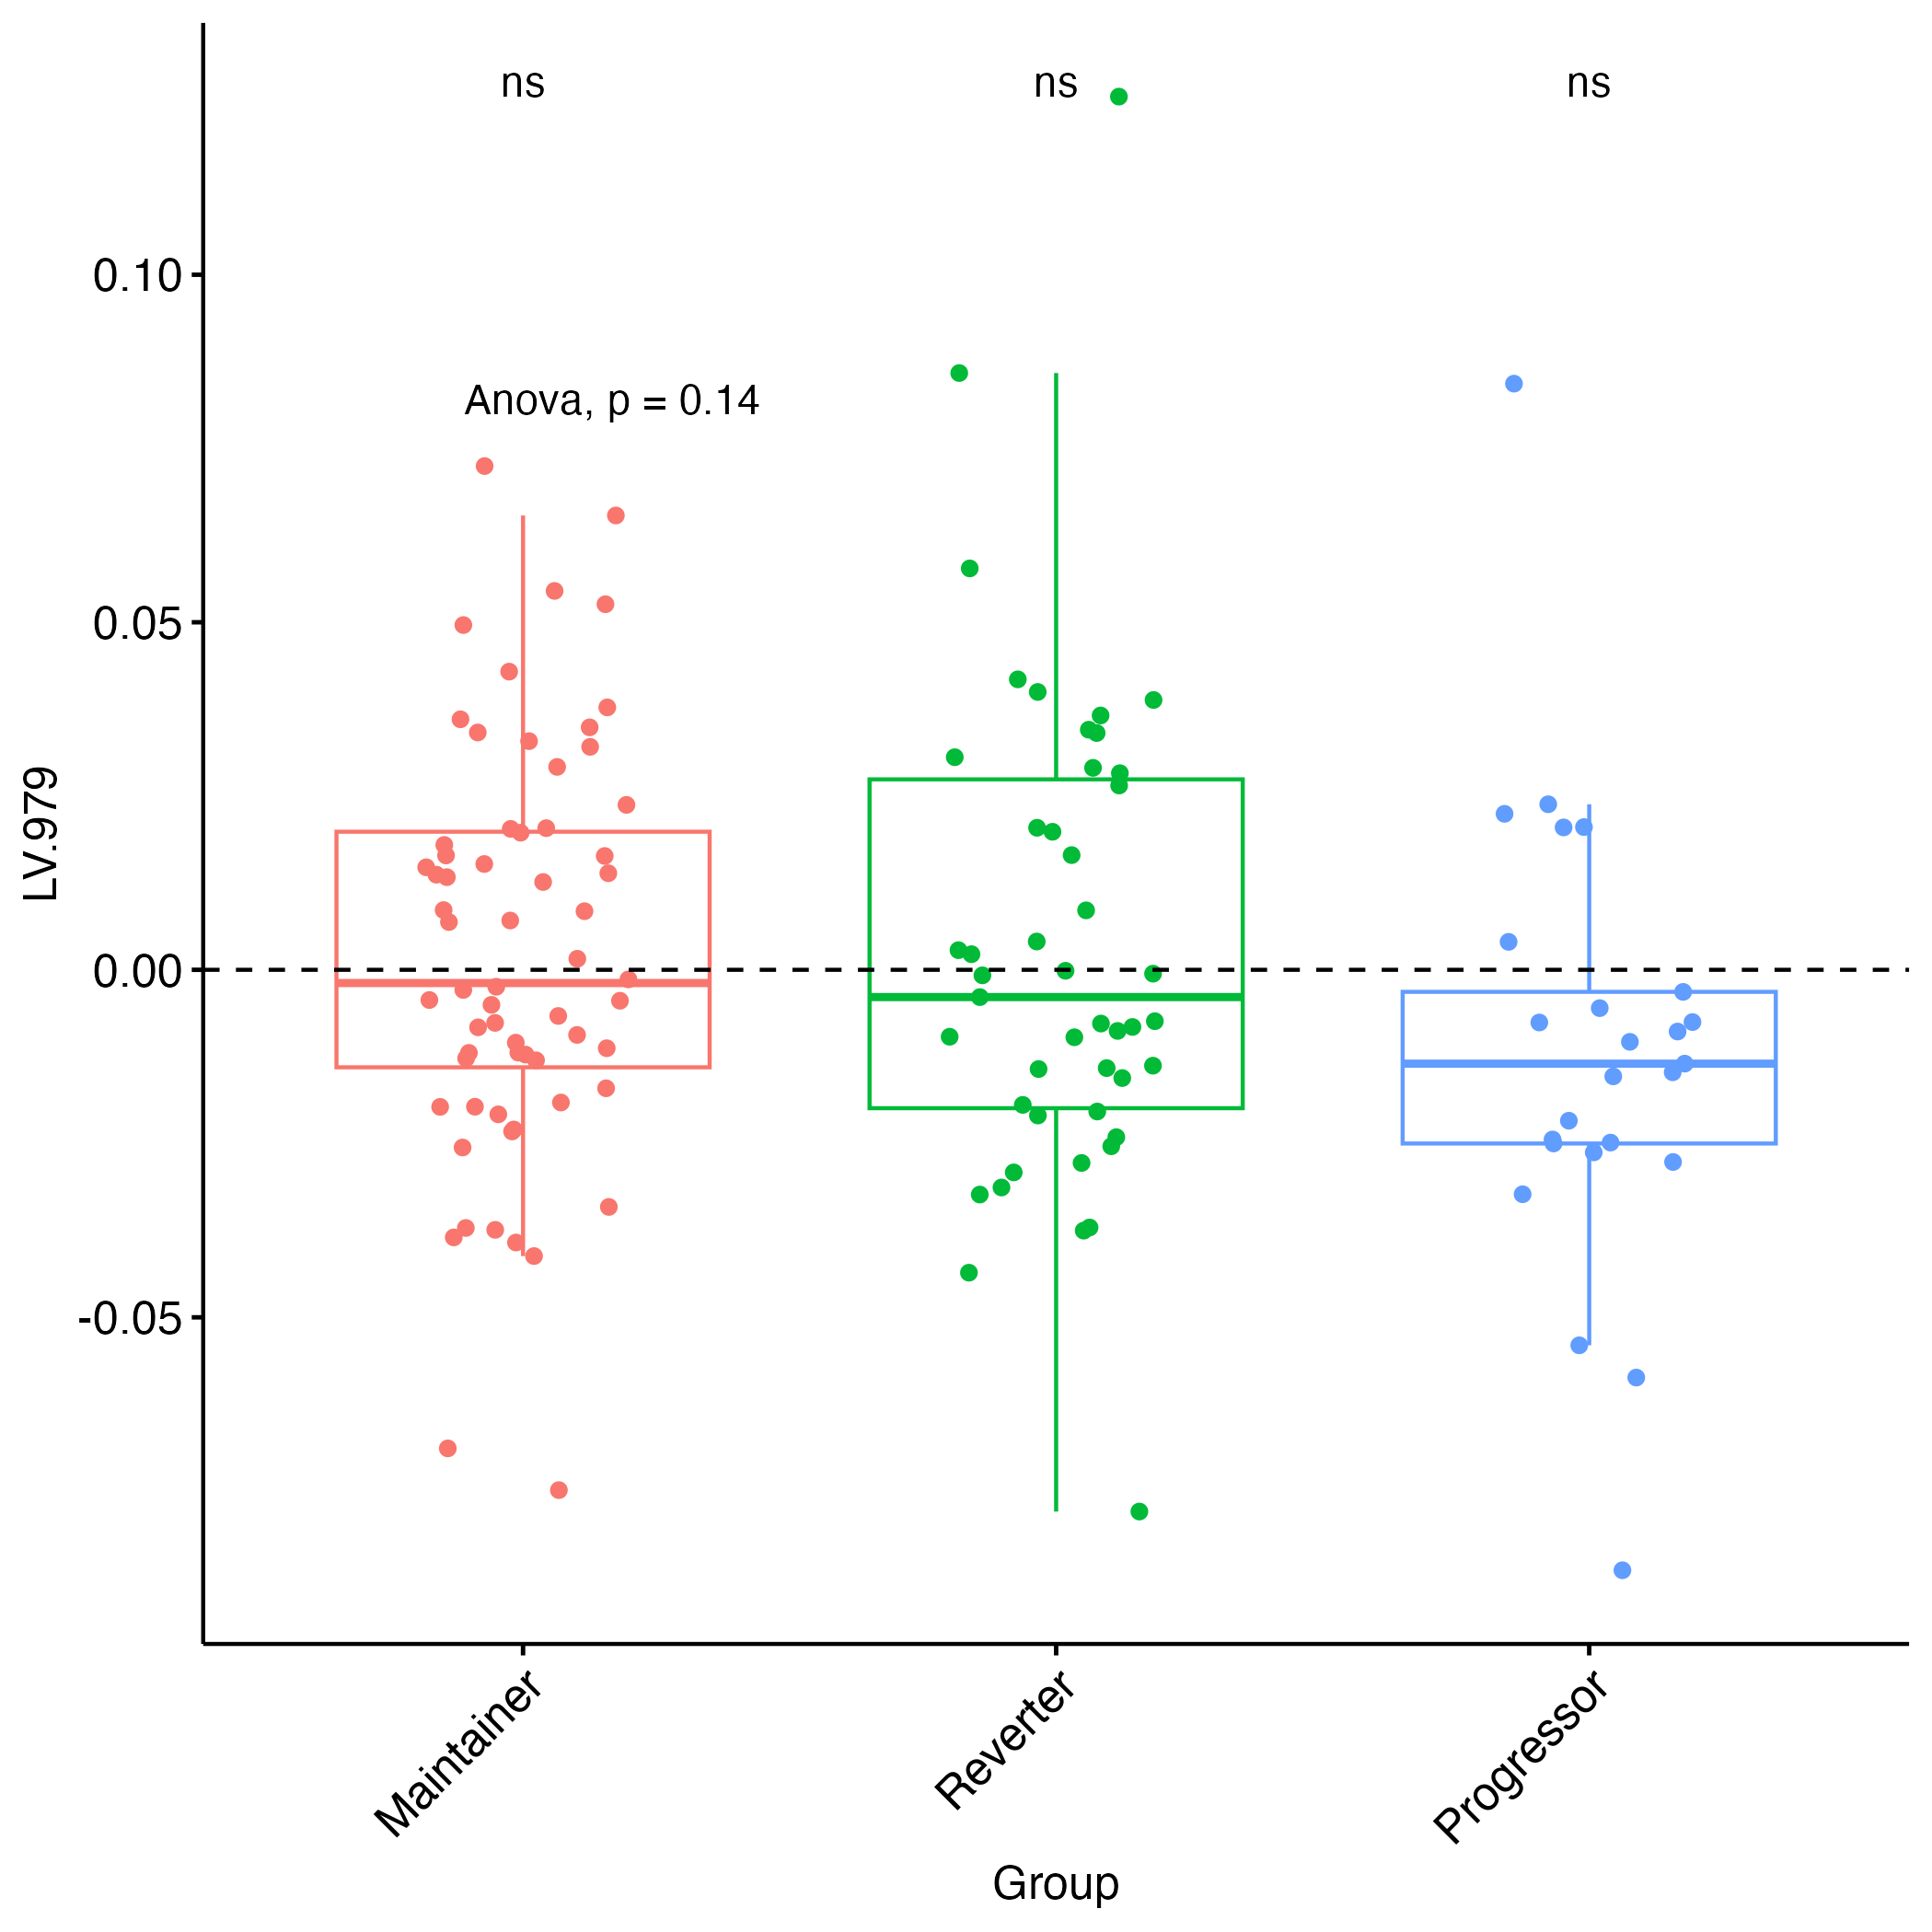 ns ns ns
0.10
Anova, p = 0.14
0.05
LV.979
0.00
-0.05
Maintainer Reverter Progressor
Group